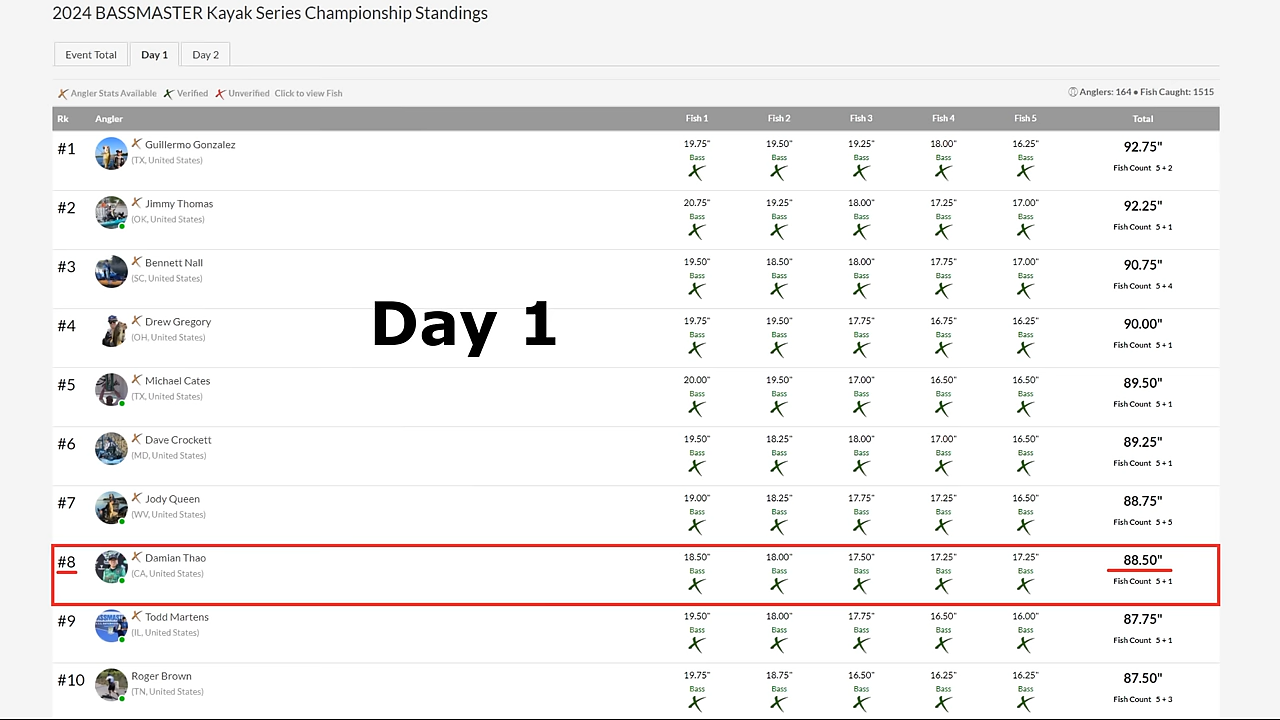 2024 BASSMASTER Kayak Series Championship Standings
Event Total Day 1 Day 2
Angler Stats Available Verified Unverified Click to view Fish Anglers: 164 • Fish Caught: 1515
Rk Angler Fish 1 Fish 2 Fish 3 Fish 4 Fish 5 Total
#1 Guillermo Gonzalez 19.75" 19.50" 19.25" 18.00" 16.25" 92.75"
(TX, United States) Bass Bass Bass Bass Bass Fish Count 5 + 2
#2 Jimmy Thomas 20.75" 19.25" 18.00" 17.25" 17.00" 92.25"
(OK, United States) Bass Bass Bass Bass Bass Fish Count 5 + 1
#3 Bennett Nall 19.50" 18.50" 18.00" 17.75" 17.00" 90.75"
(SC, United States) Bass Bass Bass Bass Bass Fish Count 5 + 4
Day 1
#4 Drew Gregory 19.75" 19.50" 17.75" 16.75" 16.25" 90.00"
(OH, United States) Bass Bass Bass Bass Bass Fish Count 5 + 1
#5 Michael Cates 20.00" 19.50" 17.00" 16.50" 16.50" 89.50"
(TX, United States) Bass Bass Bass Bass Bass Fish Count 5 + 1
#6 Dave Crockett 19.50" 18.25" 18.00" 17.00" 16.50" 89.25"
(MD, United States) Bass Bass Bass Bass Bass Fish Count 5 + 1
#7 Jody Queen 19.00" 18.25" 17.75" 17.25" 16.50" 88.75"
(WV, United States) Bass Bass Bass Bass Bass Fish Count 5 + 5
#8 Damian Thao 18.50" 18.00" 17.50" 17.25" 17.25" 88.50"
(CA, United States) Bass Bass Bass Bass Bass Fish Count 5 + 1
#9 Todd Martens 19.50" 18.00" 17.75" 16.50" 16.00" 87.75"
(IL, United States) Bass Bass Bass Bass Bass Fish Count 5 + 1
#10 Roger Brown 19.75" 18.75" 16.50" 16.25" 16.25" 87.50"
(TN, United States) Bass Bass Bass Bass Bass Fish Count 5 + 3